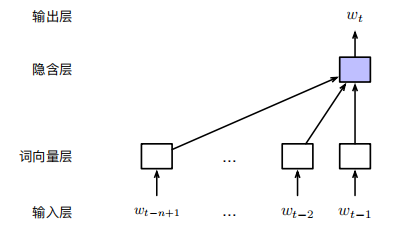 输出层 $w_t$
隐含层
词向量层 ...
输入层 $w_{t-n+1}$ ... $w_{t-2}$ $w_{t-1}$